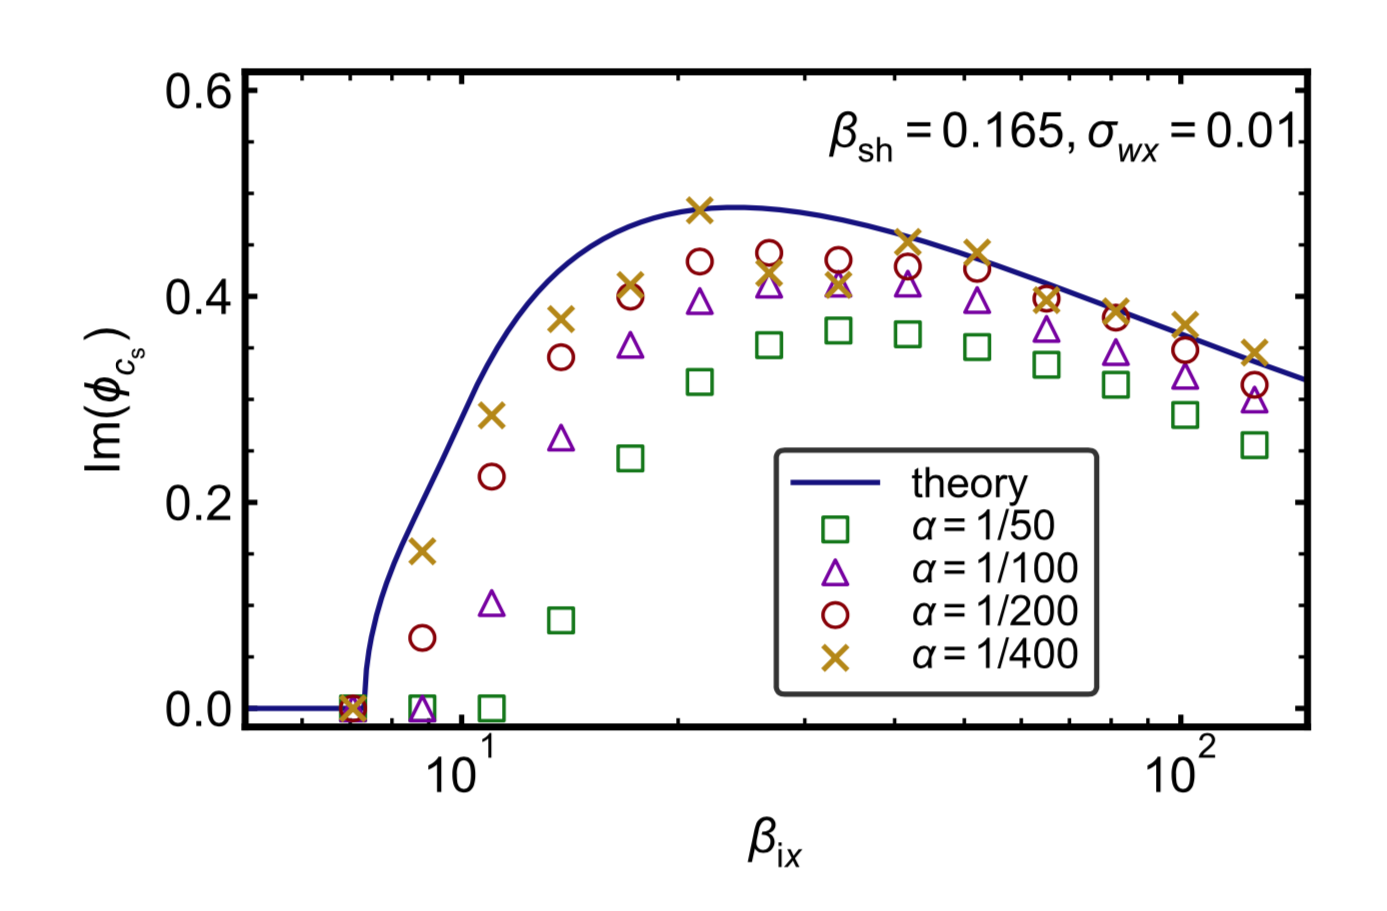 0.6
β_sh = 0.165, σ_wx = 0.01
0.4
Im(ϕ_c_s)
0.2
theory
α = 1/50
α = 1/100
α = 1/200
α = 1/400
0.0
10^1
10^2
β_ix